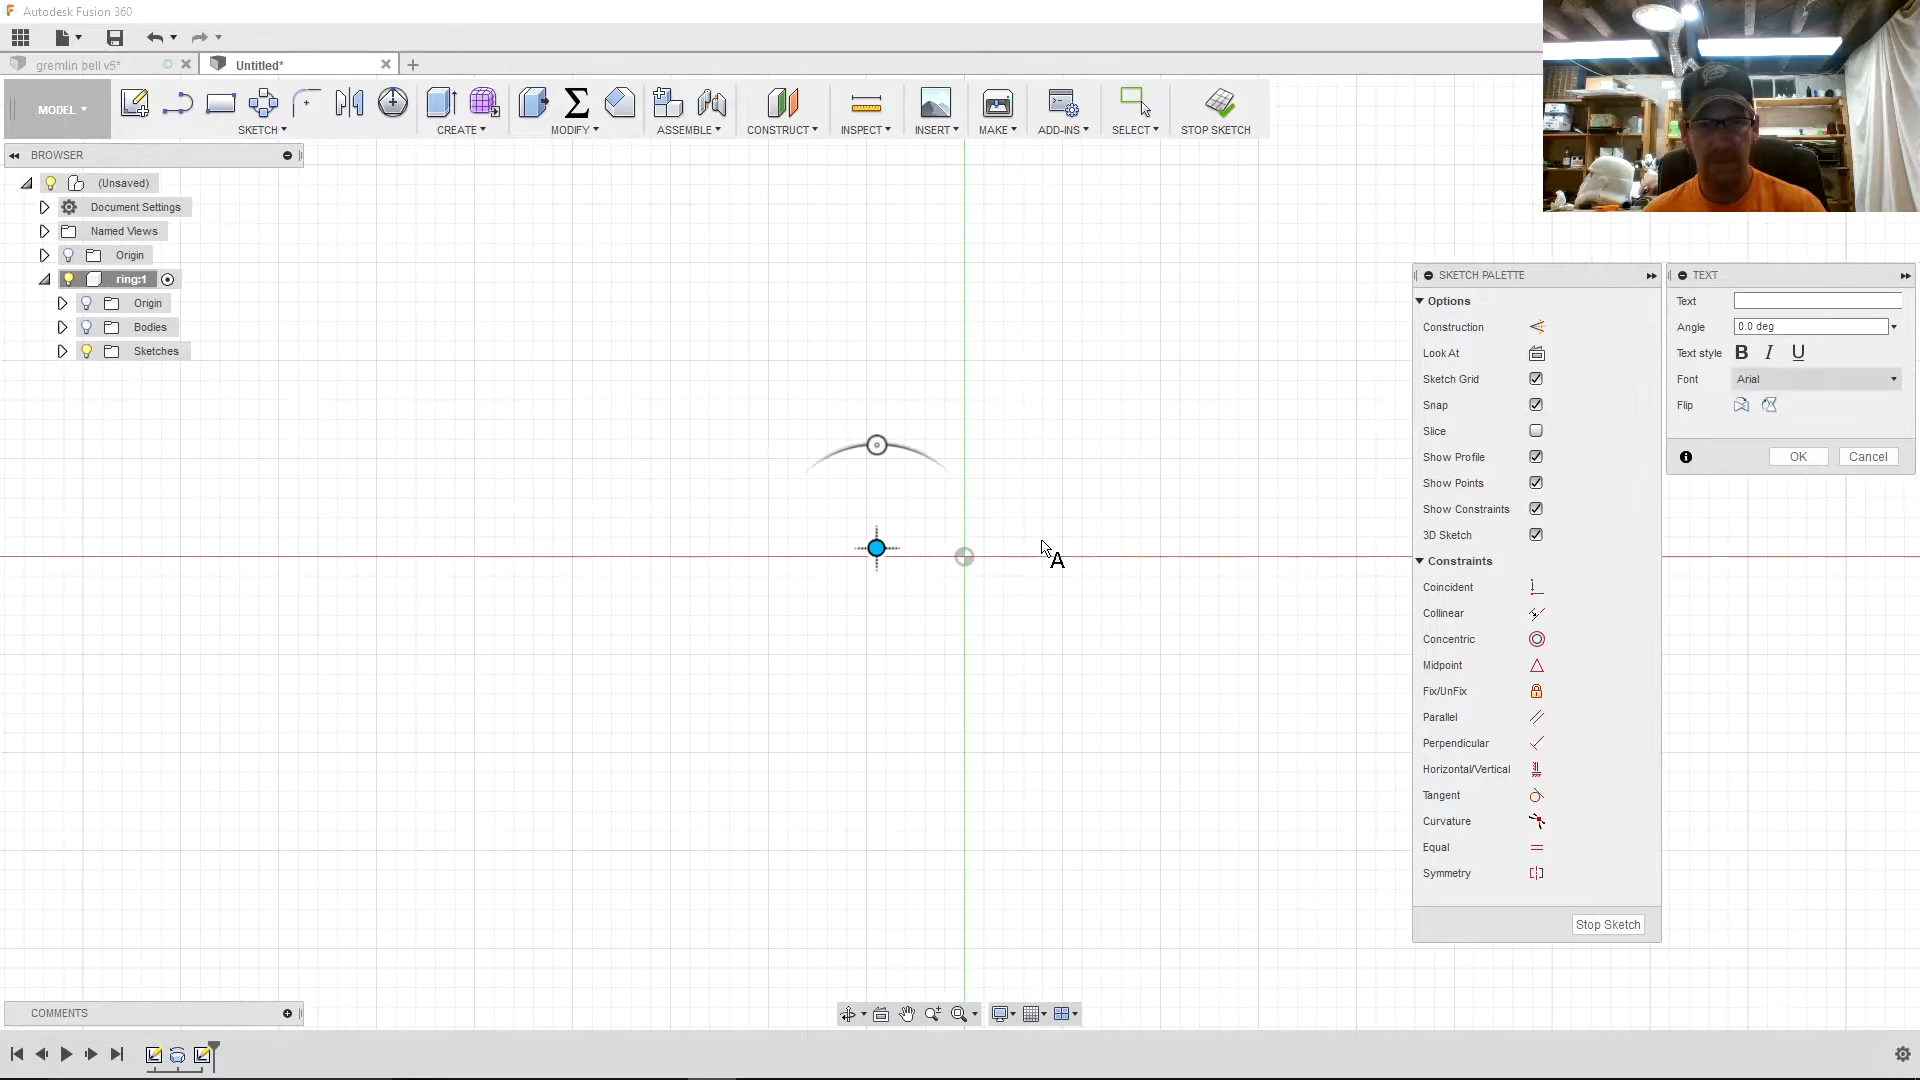 Autodesk Fusion 360
gremlin bell v5*
Untitled*
MODEL
SKETCH
CREATE
MODIFY
ASSEMBLE
CONSTRUCT
INSPECT
INSERT
MAKE
ADD-INS
SELECT
STOP SKETCH
BROWSER
(Unsaved)
Document Settings
Named Views
Origin
ring:1
Origin
Bodies
Sketches
A
SKETCH PALETTE
Options
Construction
Look At
Sketch Grid
Snap
Slice
Show Profile
Show Points
Show Constraints
3D Sketch
Constraints
Coincident
Collinear
Concentric
Midpoint
Fix/UnFix
Parallel
Perpendicular
Horizontal/Vertical
Tangent
Curvature
Equal
Symmetry
Stop Sketch
TEXT
Text
Angle 0.0 deg
Text style B I U
Font Arial
Flip
OK Cancel
COMMENTS